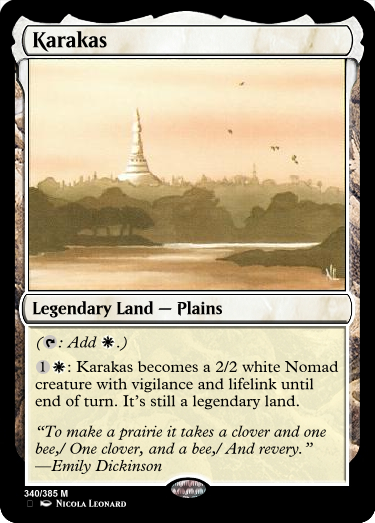 Karakas
Legendary Land — Plains
(T: Add W.)
1 W: Karakas becomes a 2/2 white Nomad
creature with vigilance and lifelink until
end of turn. It's still a legendary land.
“To make a prairie it takes a clover and one
bee,/ One clover, and a bee,/ And revery.”
—Emily Dickinson
340/385 M
Nicola Leonard
NL